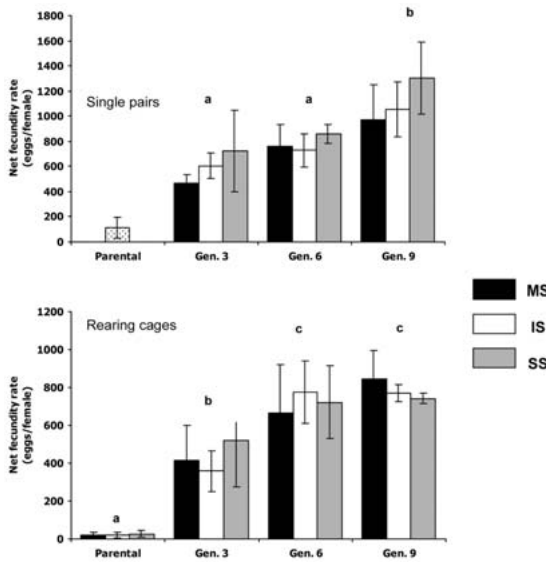 Net fecundity rate
(eggs/female)
1800
1600
1400
1200
1000
800
600
400
200
0
Single pairs
a
a
b
Parental
Gen. 3
Gen. 6
Gen. 9
Net fecundity rate
(eggs/female)
1200
1000
800
600
400
200
0
Rearing cages
a
b
c
c
Parental
Gen. 3
Gen. 6
Gen. 9
MS
IS
SS